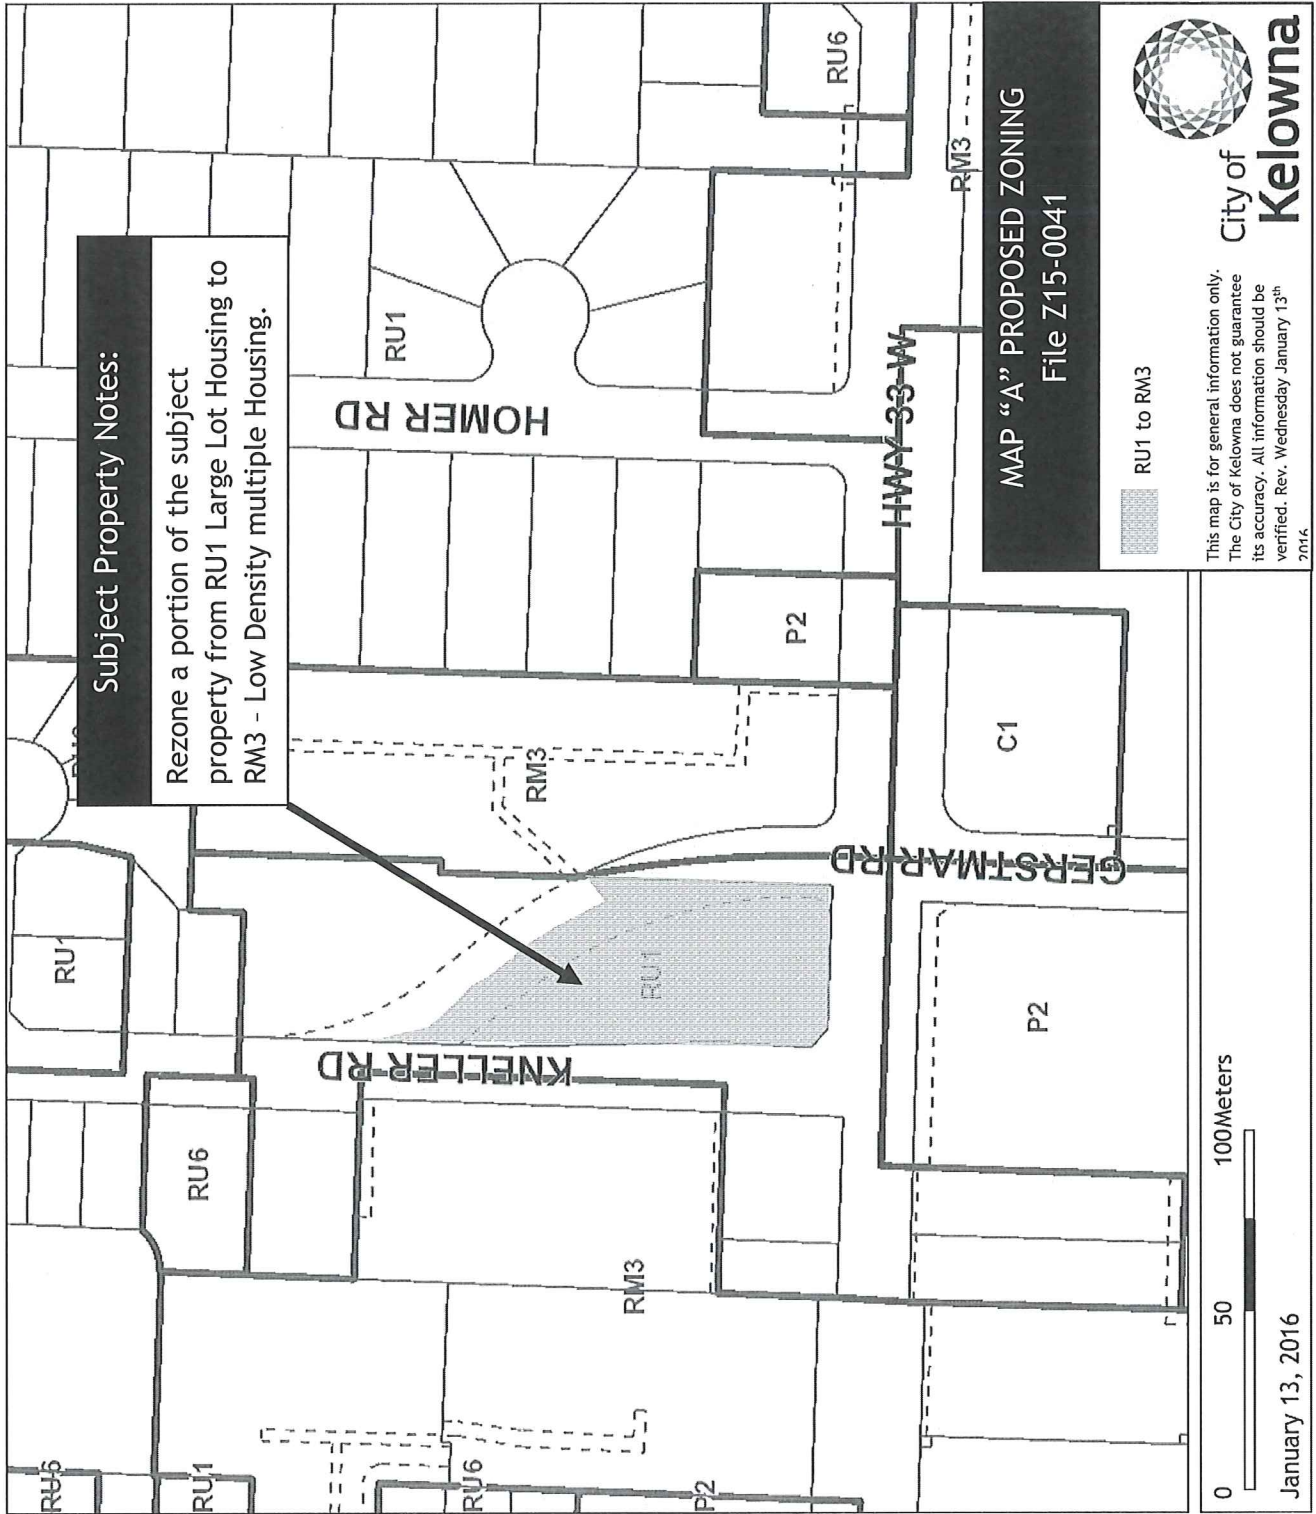 Subject Property Notes:
Rezone a portion of the subject
property from RU1 Large Lot Housing to
RM3 - Low Density multiple Housing.
RU6
RU1
RU6
P2
RU6
RM3
RU1
KNELLER RD
RU1
RM3
HOMER RD
RU1
P2
HWY 33 W
GERSTMAR RD
P2
C1
RU6
RM3
MAP "A" PROPOSED ZONING
File Z15-0041
RU1 to RM3
This map is for general information only.
The City of Kelowna does not guarantee
its accuracy. All information should be
verified. Rev. Wednesday January 13th
2016
City of
Kelowna
0 50 100Meters
January 13, 2016